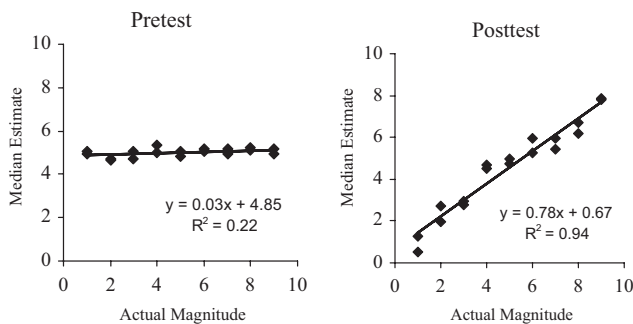 Pretest
10
8
6
4
2
0
Median Estimate
y = 0.03x + 4.85
R² = 0.22
0 2 4 6 8 10
Actual Magnitude
Posttest
10
8
6
4
2
0
Median Estimate
y = 0.78x + 0.67
R² = 0.94
0 2 4 6 8 10
Actual Magnitude